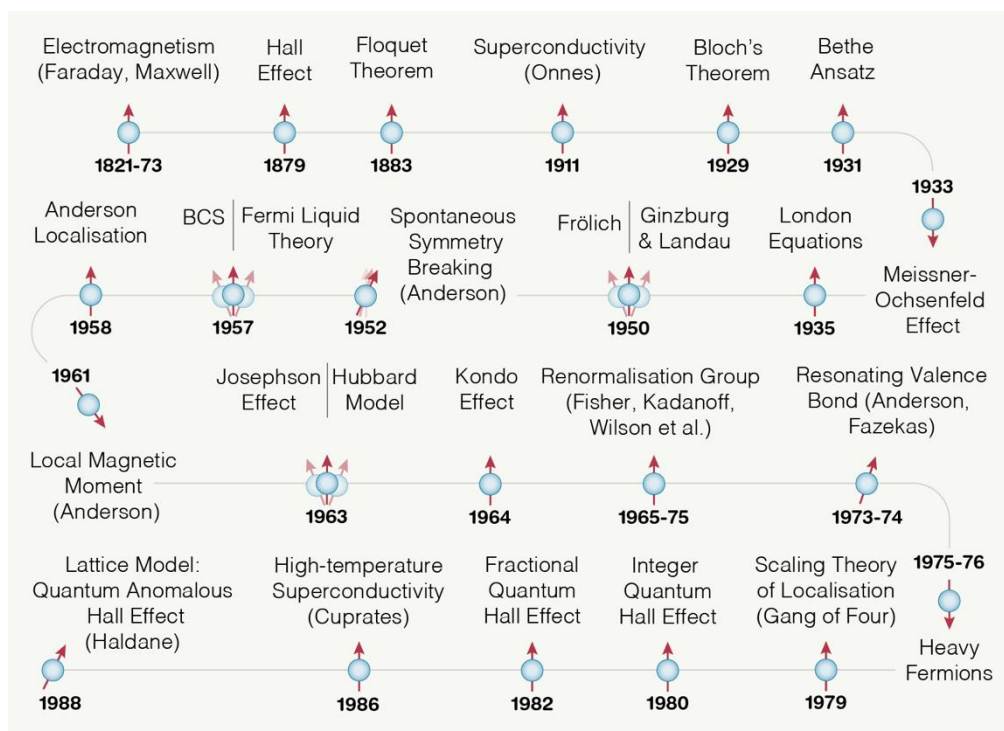 Electromagnetism
(Faraday, Maxwell)
1821-73
Hall
Effect
1879
Floquet
Theorem
1883
Superconductivity
(Onnes)
1911
Bloch's
Theorem
1929
Bethe
Ansatz
1931
1933
Meissner-
Ochsenfeld
Effect
London
Equations
1935
Frölich
Ginzburg
& Landau
1950
Spontaneous
Symmetry
Breaking
(Anderson)
1952
BCS
Fermi Liquid
Theory
1957
Anderson
Localisation
1958
1961
Local Magnetic
Moment
(Anderson)
Josephson
Effect
Hubbard
Model
1963
Kondo
Effect
1964
Renormalisation Group
(Fisher, Kadanoff,
Wilson et al.)
1965-75
Resonating Valence
Bond (Anderson,
Fazekas)
1973-74
1975-76
Heavy
Fermions
Scaling Theory
of Localisation
(Gang of Four)
1979
Integer
Quantum
Hall Effect
1980
Fractional
Quantum
Hall Effect
1982
High-temperature
Superconductivity
(Cuprates)
1986
Lattice Model:
Quantum Anomalous
Hall Effect
(Haldane)
1988